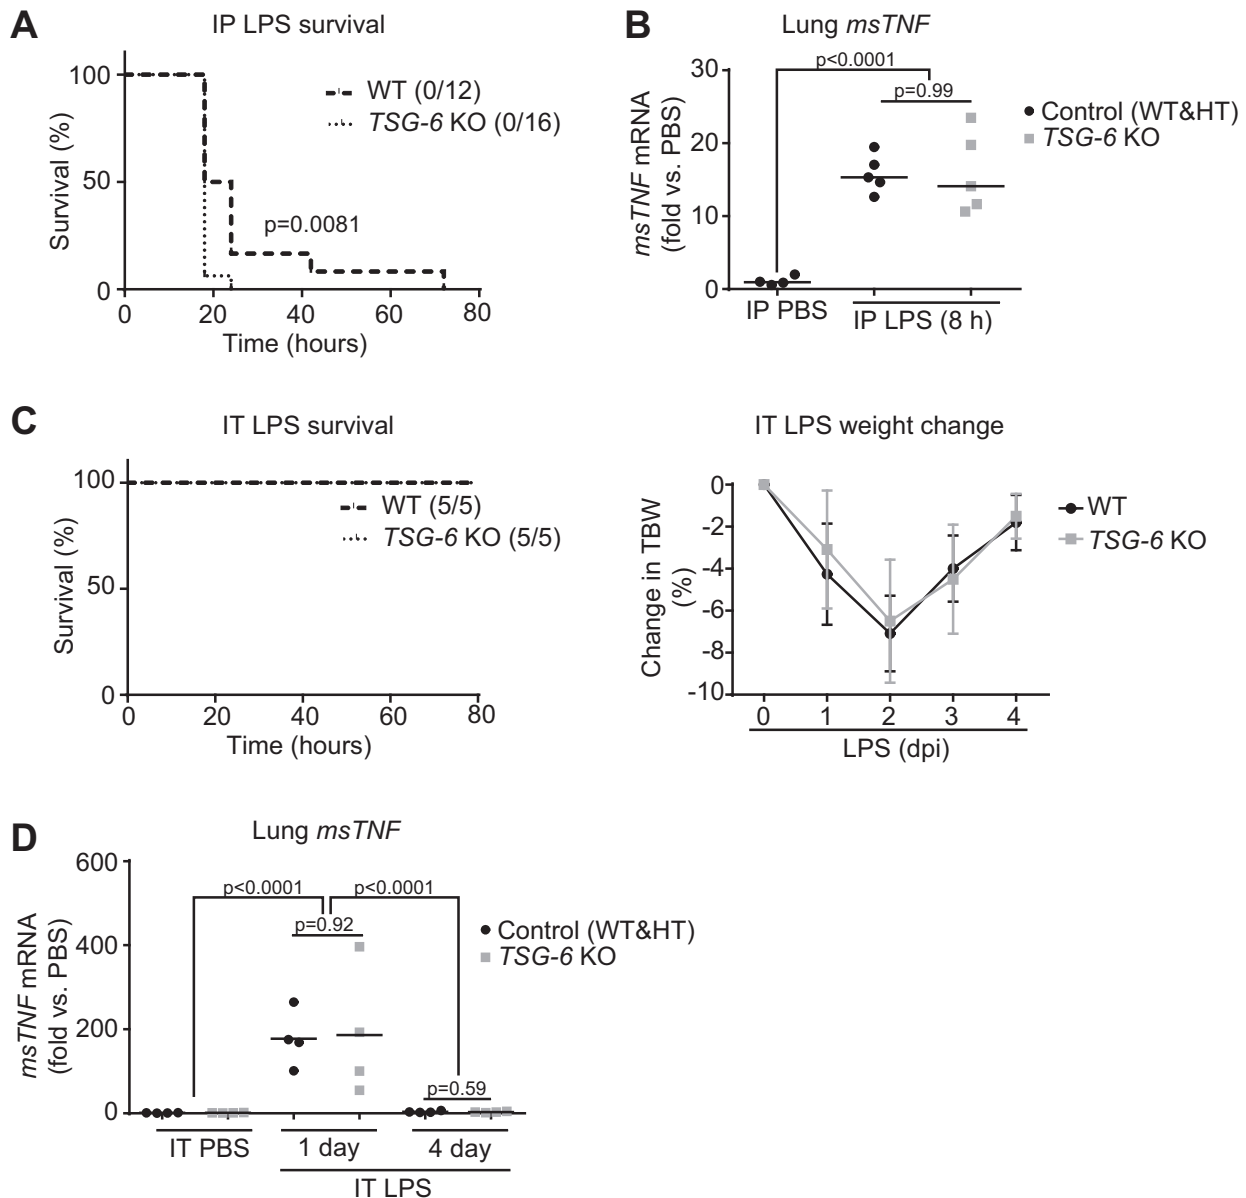 A
IP LPS survival
Survival (%)
100
50
0
WT (0/12)
TSG-6 KO (0/16)
p=0.0081
0 20 40 60 80
Time (hours)
B
Lung msTNF
msTNF mRNA
(fold vs. PBS)
30
20
10
0
p<0.0001
p=0.99
Control (WT&HT)
TSG-6 KO
IP PBS
IP LPS (8 h)
C
IT LPS survival
Survival (%)
100
50
0
WT (5/5)
TSG-6 KO (5/5)
0 20 40 60 80
Time (hours)
IT LPS weight change
Change in TBW
(%)
0
-2
-4
-6
-8
-10
WT
TSG-6 KO
0 1 2 3 4
LPS (dpi)
D
Lung msTNF
msTNF mRNA
(fold vs. PBS)
600
400
200
0
p<0.0001
p<0.0001
p=0.92
p=0.59
Control (WT&HT)
TSG-6 KO
IT PBS
1 day
4 day
IT LPS